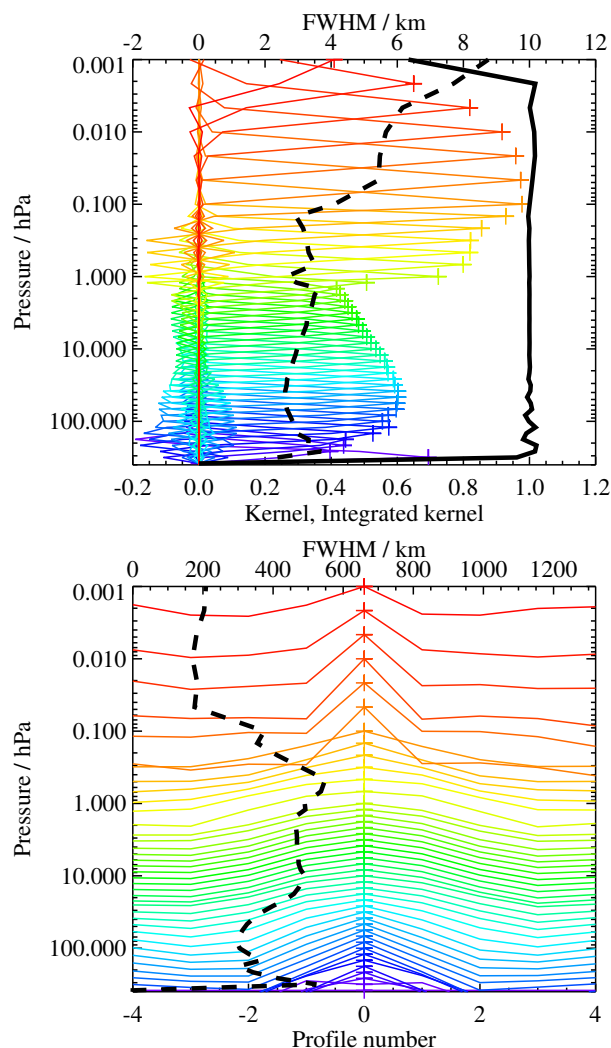 FWHM / km
-2 0 2 4 6 8 10 12
0.001
0.010
0.100
1.000
10.000
100.000
Pressure / hPa
-0.2 0.0 0.2 0.4 0.6 0.8 1.0 1.2
Kernel, Integrated kernel
FWHM / km
0 200 400 600 800 1000 1200
0.001
0.010
0.100
1.000
10.000
100.000
Pressure / hPa
-4 -2 0 2 4
Profile number